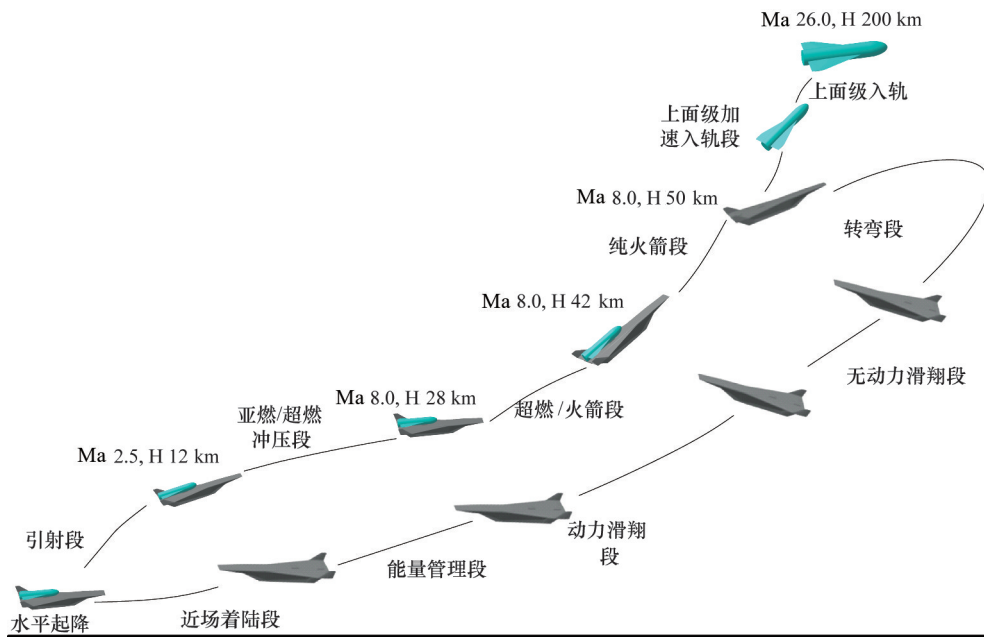 Ma 26.0, H 200 km
上面级入轨
上面级加
速入轨段
Ma 8.0, H 50 km
转弯段
纯火箭段
Ma 8.0, H 42 km
无动力滑翔段
Ma 8.0, H 28 km
超燃/火箭段
亚燃/超燃
冲压段
Ma 2.5, H 12 km
引射段
动力滑翔
段
能量管理段
近场着陆段
水平起降